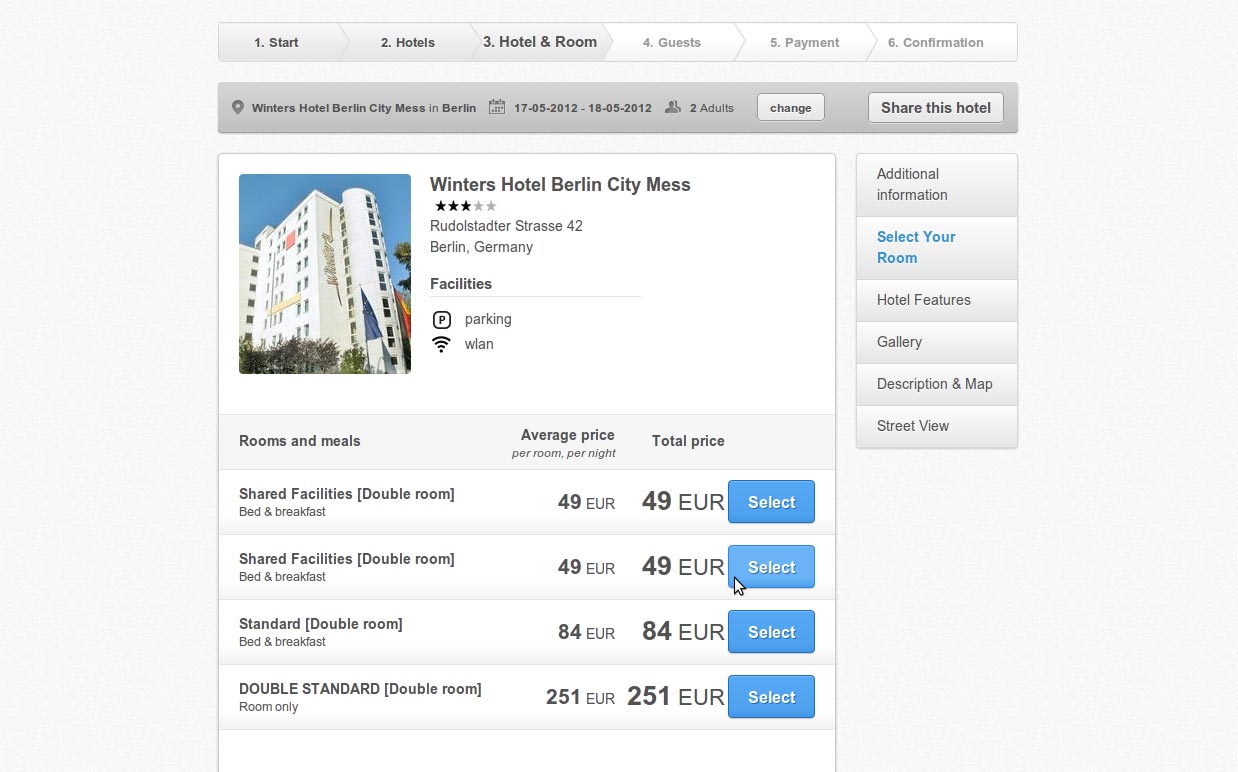 1. Start 2. Hotels 3. Hotel & Room 4. Guests 5. Payment 6. Confirmation
Winters Hotel Berlin City Mess in Berlin 17-05-2012 - 18-05-2012 2 Adults change Share this hotel
Winters Hotel Berlin City Mess
Rudolstadter Strasse 42
Berlin, Germany
Facilities
P parking
wlan
Winters
Additional
information
Select Your
Room
Hotel Features
Gallery
Description & Map
Street View
Rooms and meals Average price Total price
per room, per night
Shared Facilities [Double room] 49 EUR 49 EUR Select
Bed & breakfast
Shared Facilities [Double room] 49 EUR 49 EUR Select
Bed & breakfast
Standard [Double room] 84 EUR 84 EUR Select
Bed & breakfast
DOUBLE STANDARD [Double room] 251 EUR 251 EUR Select
Room only